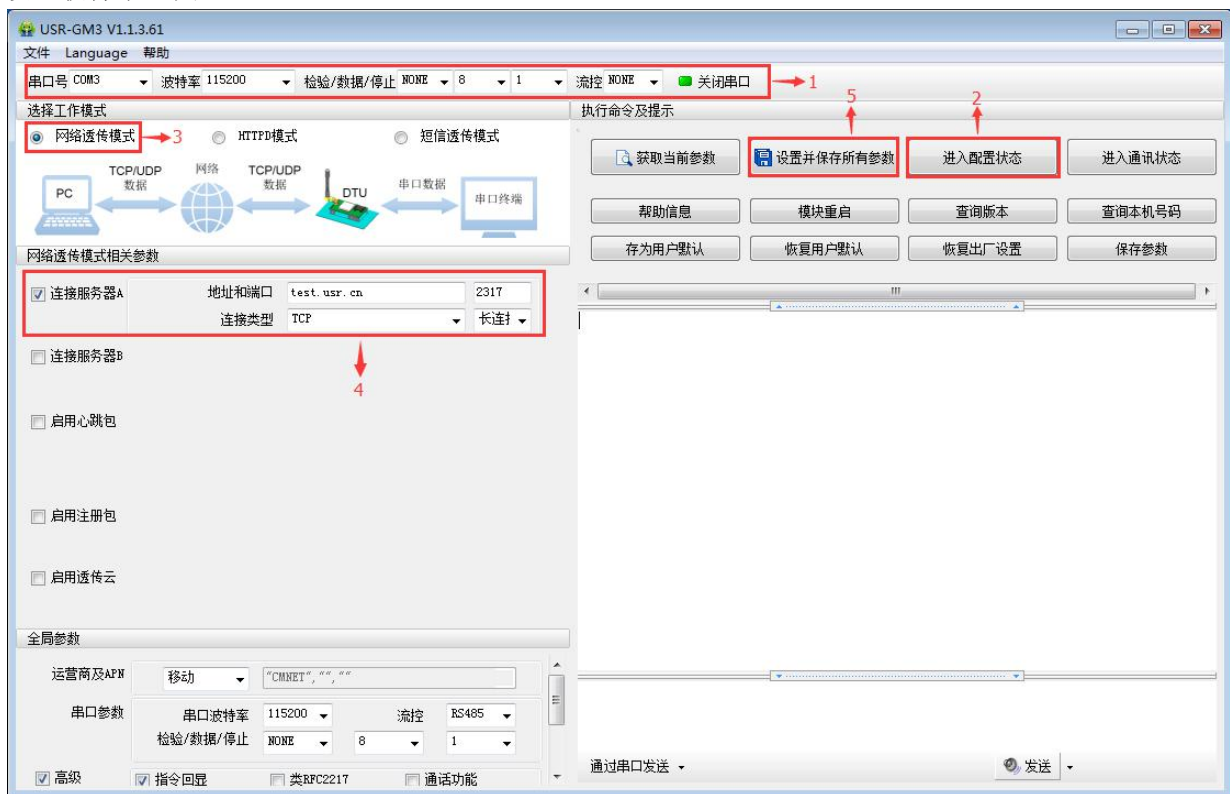 USR-GM3 V1.1.3.61
文件 Language 帮助
串口号 COM3 波特率 115200 检验/数据/停止 NONE 8 1 流控 NONE 关闭串口 1
选择工作模式
网络透传模式 3 HTTPD模式 短信透传模式
PC TCP/UDP 数据 网络 TCP/UDP 数据 DTU 串口数据 串口终端
网络透传模式相关参数
连接服务器A 地址和端口 test.usr.cn 2317
连接类型 TCP 长连接
4
连接服务器B
启用心跳包
启用注册包
启用透传云
全局参数
运营商及APN 移动 "CMNET","",""
串口参数 串口波特率 115200 流控 RS485
检验/数据/停止 NONE 8 1
高级 指令回显 类RFC2217 通话功能
执行命令及提示
5 2
获取当前参数 设置并保存所有参数 进入配置状态 进入通讯状态
帮助信息 模块重启 查询版本 查询本机号码
存为用户默认 恢复用户默认 恢复出厂设置 保存参数
通过串口发送 发送